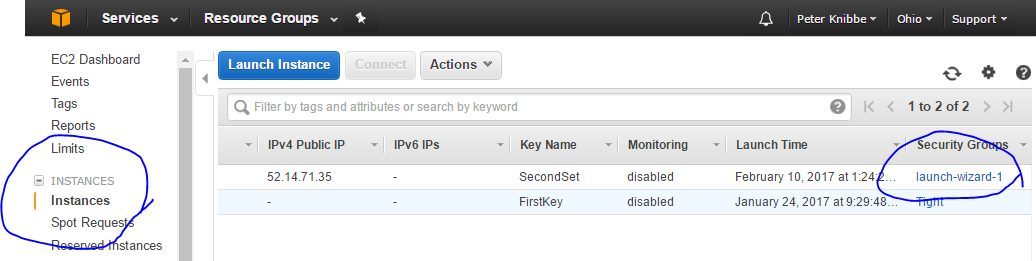 Services Resource Groups Peter Knibbe Ohio Support
EC2 Dashboard
Events
Tags
Reports
Limits
INSTANCES
Instances
Spot Requests
Reserved Instances
Launch Instance Connect Actions
Filter by tags and attributes or search by keyword
1 to 2 of 2
IPv4 Public IP IPv6 IPs Key Name Monitoring Launch Time Security Groups
52.14.71.35 - SecondSet disabled February 10, 2017 at 1:24:2... launch-wizard-1
- - FirstKey disabled January 24, 2017 at 9:29:48... Tight